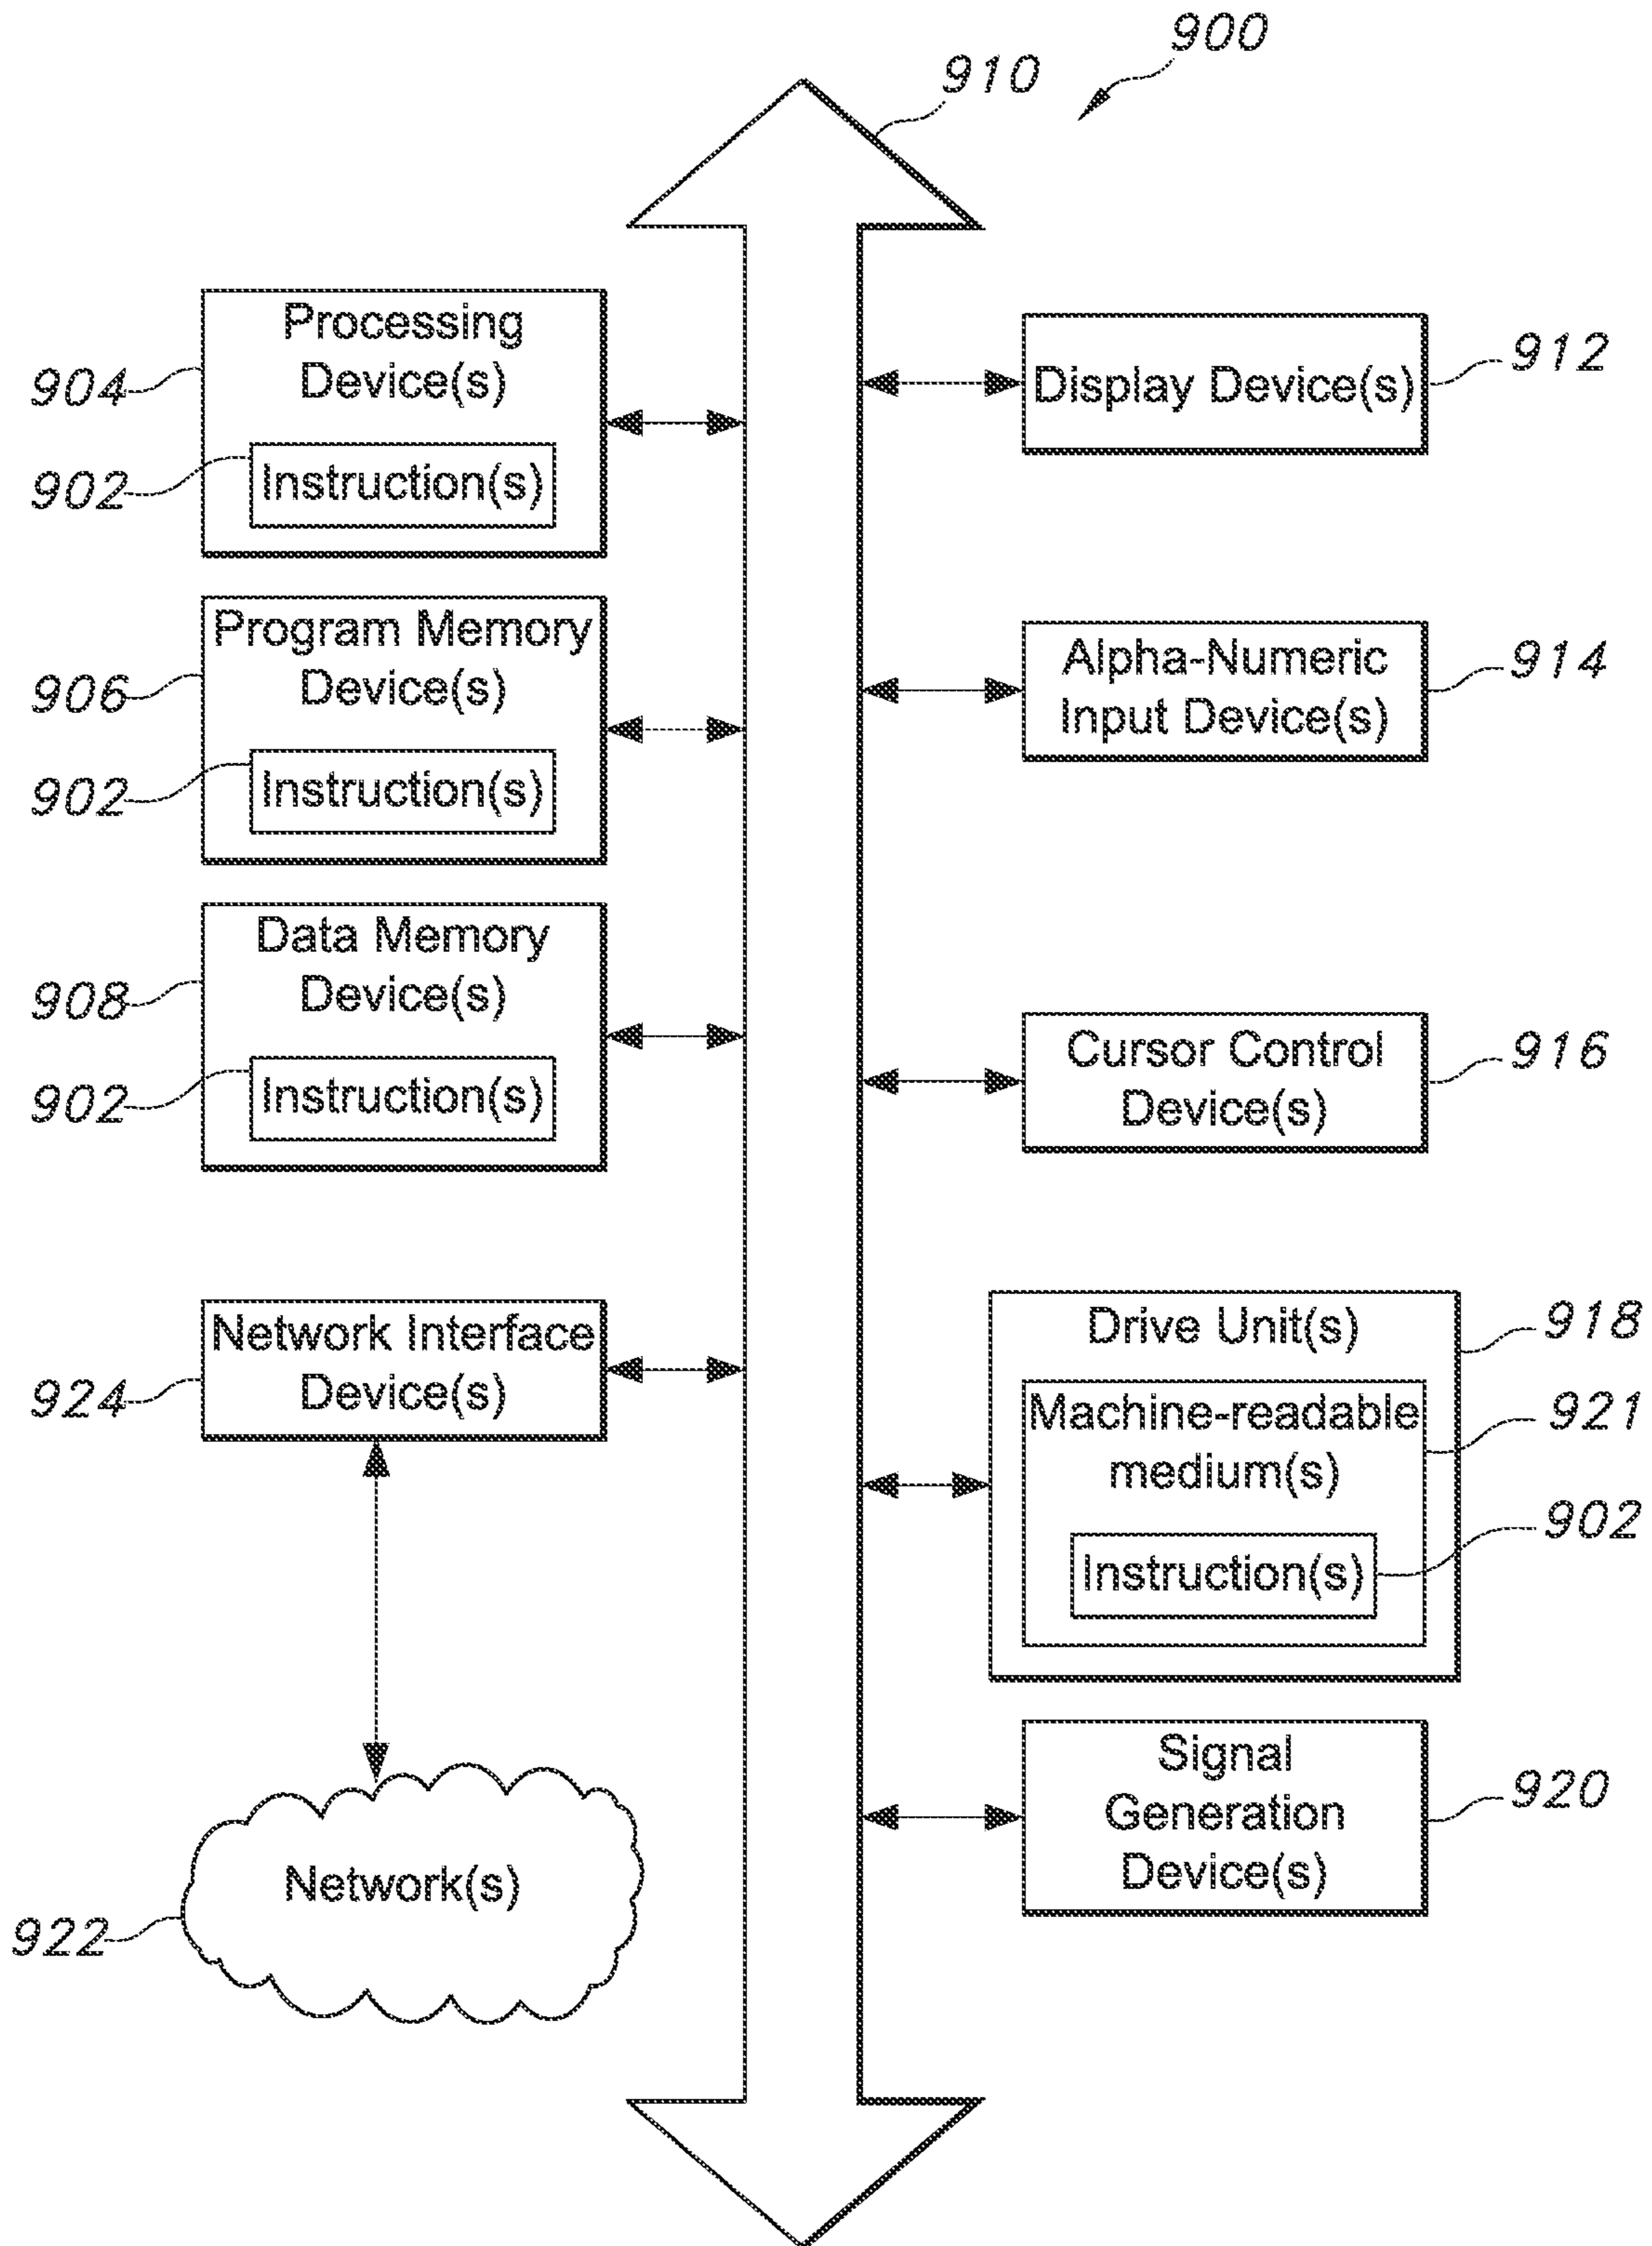 900
910
Processing
Device(s)
904
902
Instruction(s)
Program Memory
Device(s)
906
902
Instruction(s)
Data Memory
Device(s)
908
902
Instruction(s)
Network Interface
Device(s)
924
Network(s)
922
Display Device(s)
912
Alpha-Numeric
Input Device(s)
914
Cursor Control
Device(s)
916
Drive Unit(s)
918
Machine-readable
medium(s)
921
902
Instruction(s)
Signal
Generation
Device(s)
920